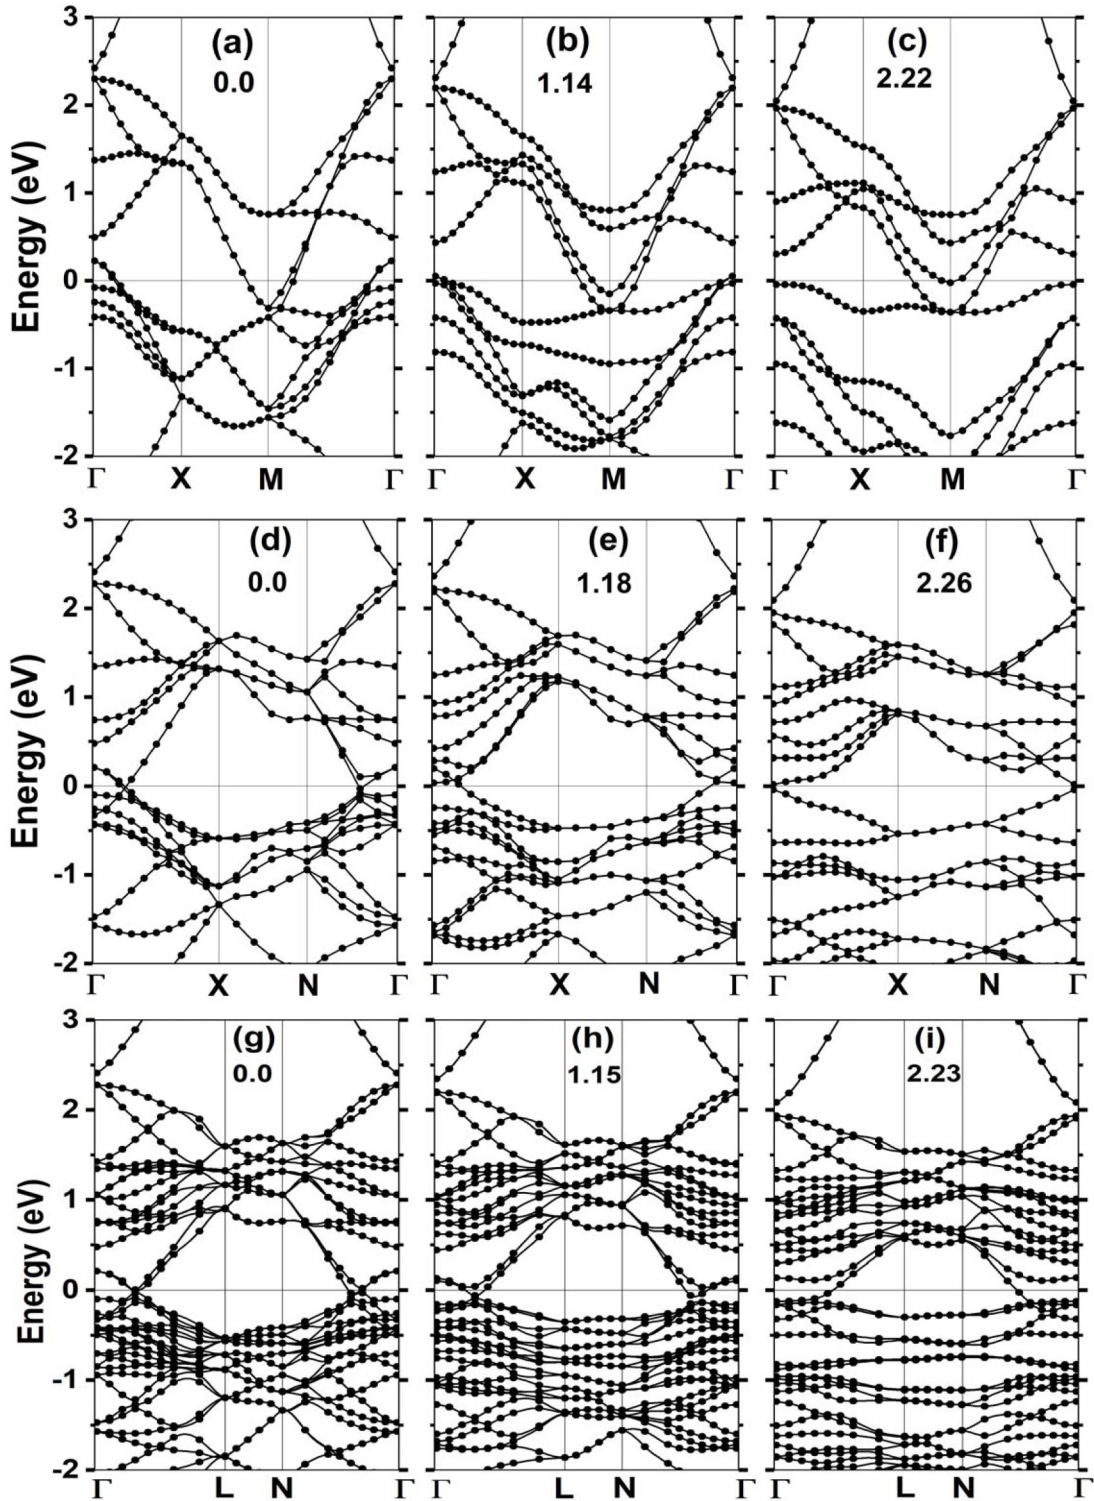 (a) (b) (c)
0.0 1.14 2.22
3
2
1
0
-1
-2
Energy (eV)
Γ X M Γ Γ X M Γ Γ X M Γ
(d) (e) (f)
0.0 1.18 2.26
3
2
1
0
-1
-2
Energy (eV)
Γ X N Γ Γ X N Γ Γ X N Γ
(g) (h) (i)
0.0 1.15 2.23
3
2
1
0
-1
-2
Energy (eV)
Γ L N Γ Γ L N Γ Γ L N Γ